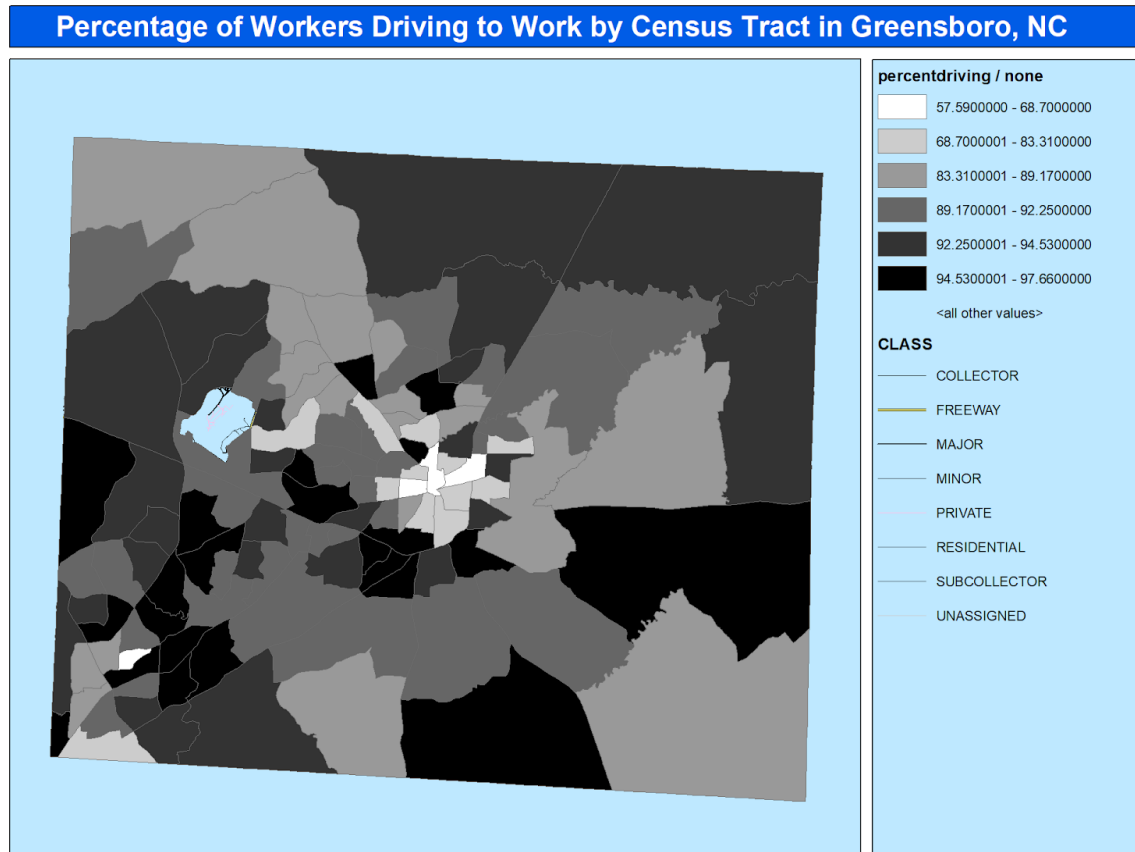 Percentage of Workers Driving to Work by Census Tract in Greensboro, NC
percentdriving / none
57.5900000 - 68.7000000
68.7000001 - 83.3100000
83.3100001 - 89.1700000
89.1700001 - 92.2500000
92.2500001 - 94.5300000
94.5300001 - 97.6600000
<all other values>
CLASS
COLLECTOR
FREEWAY
MAJOR
MINOR
PRIVATE
RESIDENTIAL
SUBCOLLECTOR
UNASSIGNED